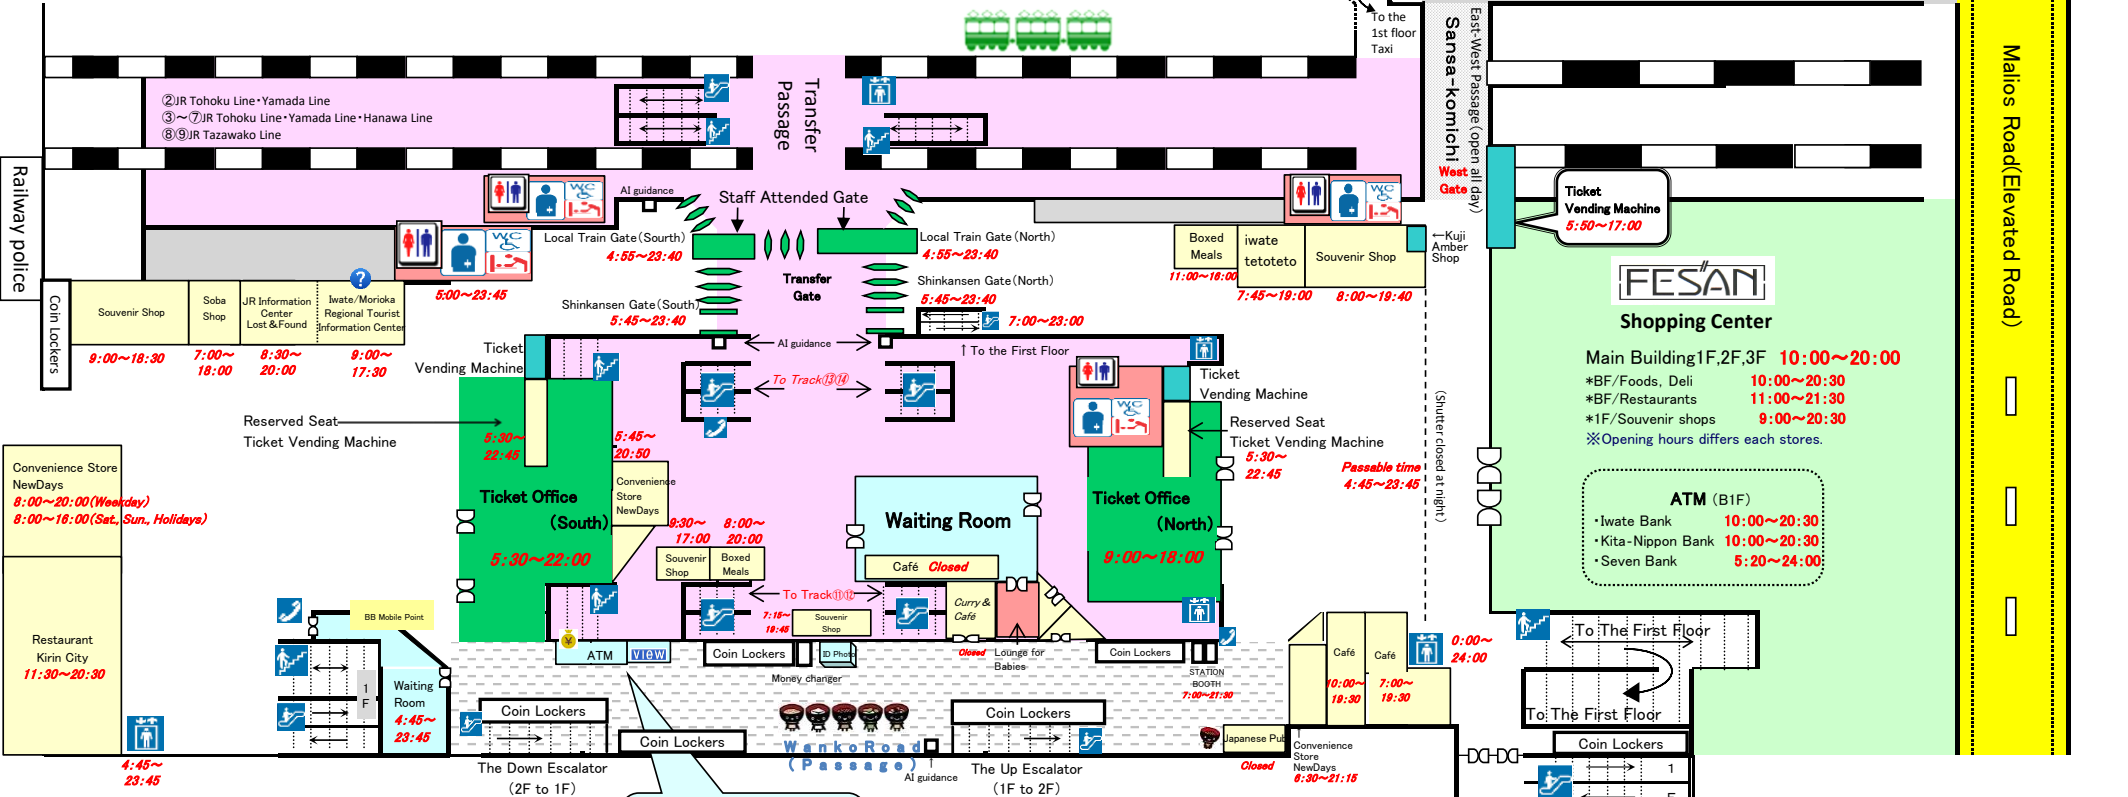 To the
1st floor
Taxi
Sansa-komichi
East-West Passage (open all day)
West
Gate
Malios Road(Elevated Road)
Transfer
Passage
②JR Tohoku Line・Yamada Line
③～⑦JR Tohoku Line・Yamada Line・Hanawa Line
⑧⑨JR Tazawako Line
Railway police
AI guidance
Staff Attended Gate
WC
WC
WC
Local Train Gate(Sourth)
4:55～23:40
Local Train Gate(North)
4:55～23:40
Transfer
Gate
Shinkansen Gate(South)
5:45～23:40
Shinkansen Gate(North)
5:45～23:40
7:00～23:00
↑To the First Floor
AI guidance
5:00～23:45
Coin Lockers
Souvenir Shop
9:00～18:30
Soba
Shop
7:00～
18:00
JR Information
Center
Lost＆Found
8:30～
20:00
?
Iwate/Morioka
Regional Tourist
Information Center
9:00～
17:30
Boxed
Meals
11:00～16:00
iwate
tetoteto
7:45～19:00
Souvenir Shop
8:00～19:40
←Kuji
Amber
Shop
Ticket
Vending Machine
5:50～17:00
FESAN
Shopping Center
Main Building1F,2F,3F 10:00～20:00
*BF/Foods, Deli 10:00～20:30
*BF/Restaurants 11:00～21:30
*1F/Souvenir shops 9:00～20:30
※Opening hours differs each stores.
ATM (B1F)
・Iwate Bank 10:00～20:30
・Kita-Nippon Bank 10:00～20:30
・Seven Bank 5:20～24:00
Ticket
Vending Machine
Reserved Seat
Ticket Vending Machine
5:30～
22:45
5:45～
20:50
Convenience
Store
NewDays
Ticket Office
(South)
5:30～22:00
To Track⑬⑭
WC
Ticket
Vending Machine
Reserved Seat
Ticket Vending Machine
5:30～
22:45
Passable time
4:45～23:45
(Shutter closed at night)
Ticket Office
(North)
9:00～18:00
Waiting Room
Café Closed
9:30～
17:00
Souvenir
Shop
8:00～
20:00
Boxed
Meals
To Track⑪⑫
7:15～
19:45
Souvenir
Shop
Curry &
Café
Closed
Lounge for
Babies
Convenience Store
NewDays
8:00～20:00(Weekday)
8:00～16:00(Sat., Sun., Holidays)
Restaurant
Kirin City
11:30～20:30
4:45～
23:45
BB Mobile Point
1
F
Waiting
Room
4:45～
23:45
¥
ATM
VIEW
Coin Lockers
Money changer
ID Photo
Coin Lockers
STATION
BOOTH
7:00～21:30
Coin Lockers
The Down Escalator
(2F to 1F)
Coin Lockers
WankoRoad
(Passage)
AI guidance
Coin Lockers
The Up Escalator
(1F to 2F)
Japanese Pub
Closed
Café
10:00～
19:30
Café
7:00～
19:30
0:00～
24:00
Convenience
Store
NewDays
6:30～21:15
To The First Floor
To The First Floor
Coin Lockers
1